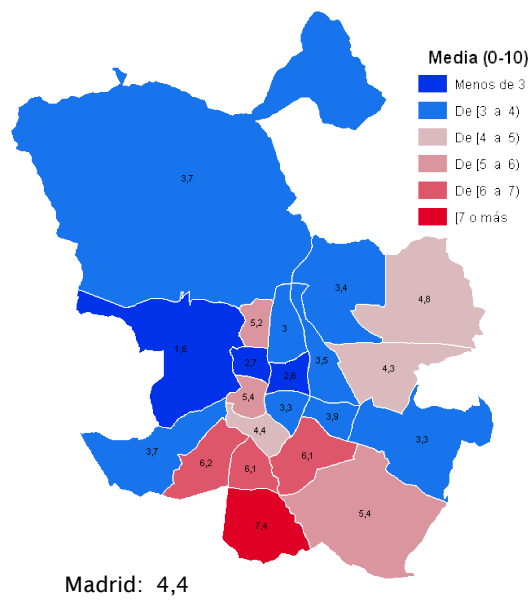 Media (0-10)
Menos de 3
De [3 a 4)
De [4 a 5)
De [5 a 6)
De [6 a 7)
[7 o más
3,7
3,4
4,8
5,2
3
1,6
2,7
2,6
3,5
4,3
5,4
3,3
3,9
3,3
4,4
3,7
6,2
6,1
6,1
5,4
7,4
Madrid: 4,4